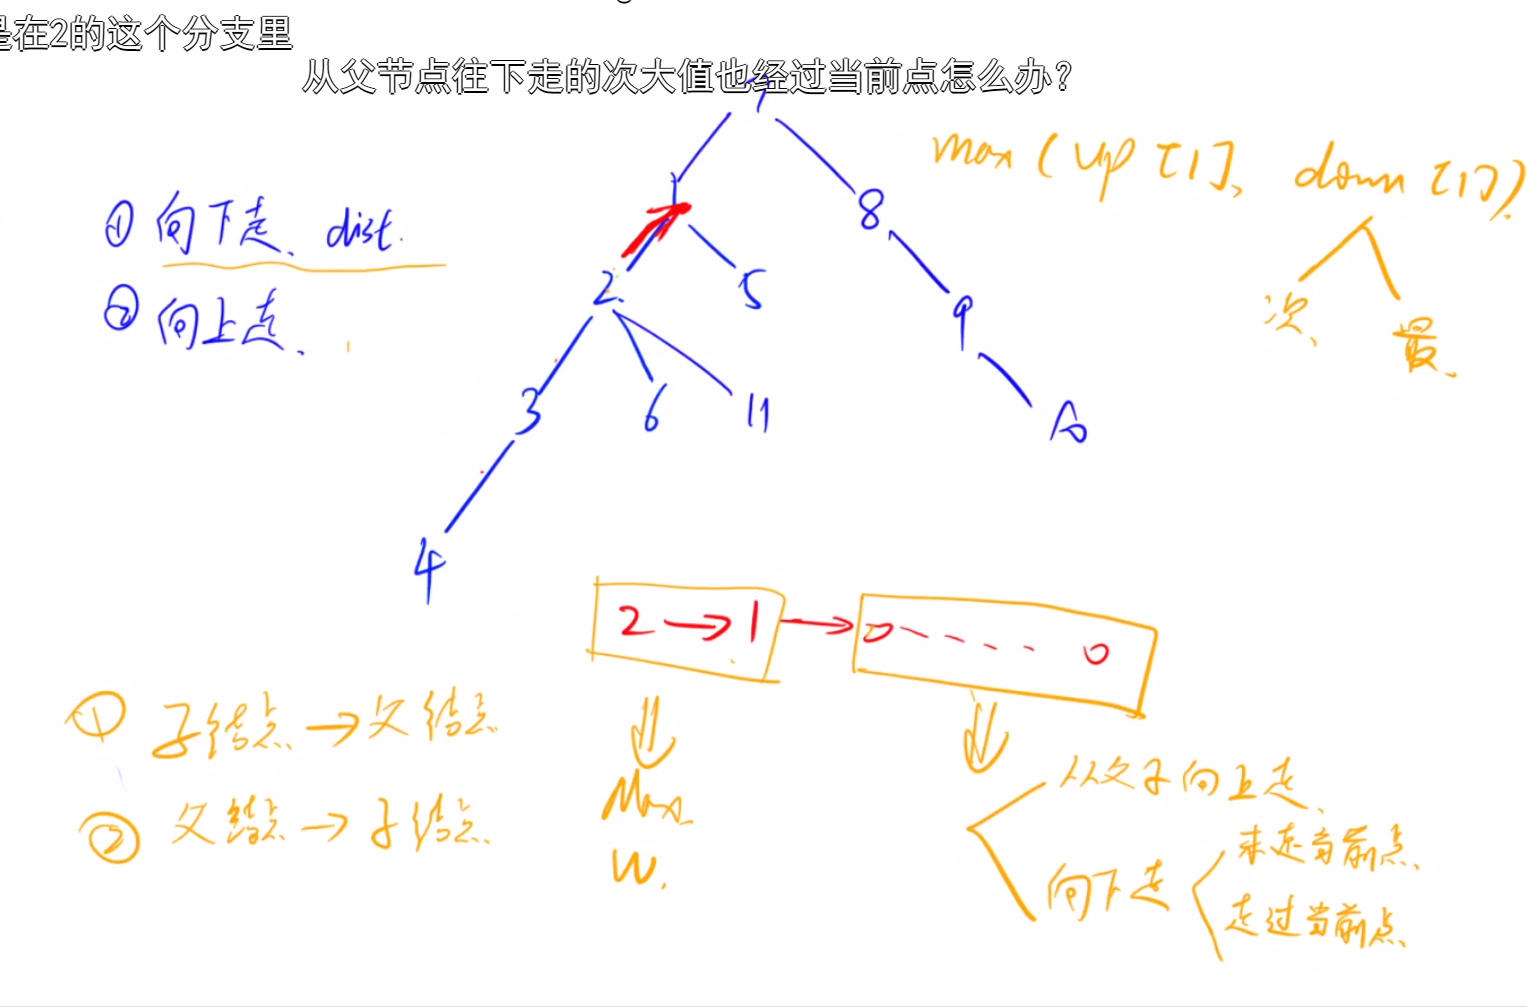 是在2的这个分支里
从父节点往下走的次大值也经过当前点怎么办？
7
max ( up [1], down [1] ).
次、 最、
① 向下走、 dist.
② 向上走、
1
8
2
5
9
3
6
11
10
4
2 → 1 → o - - - - o
① 子结点 → 父结点
② 父结点 → 子结点
Max
W.
从父子向上走、
向下走
未走当前点、
走过当前点、